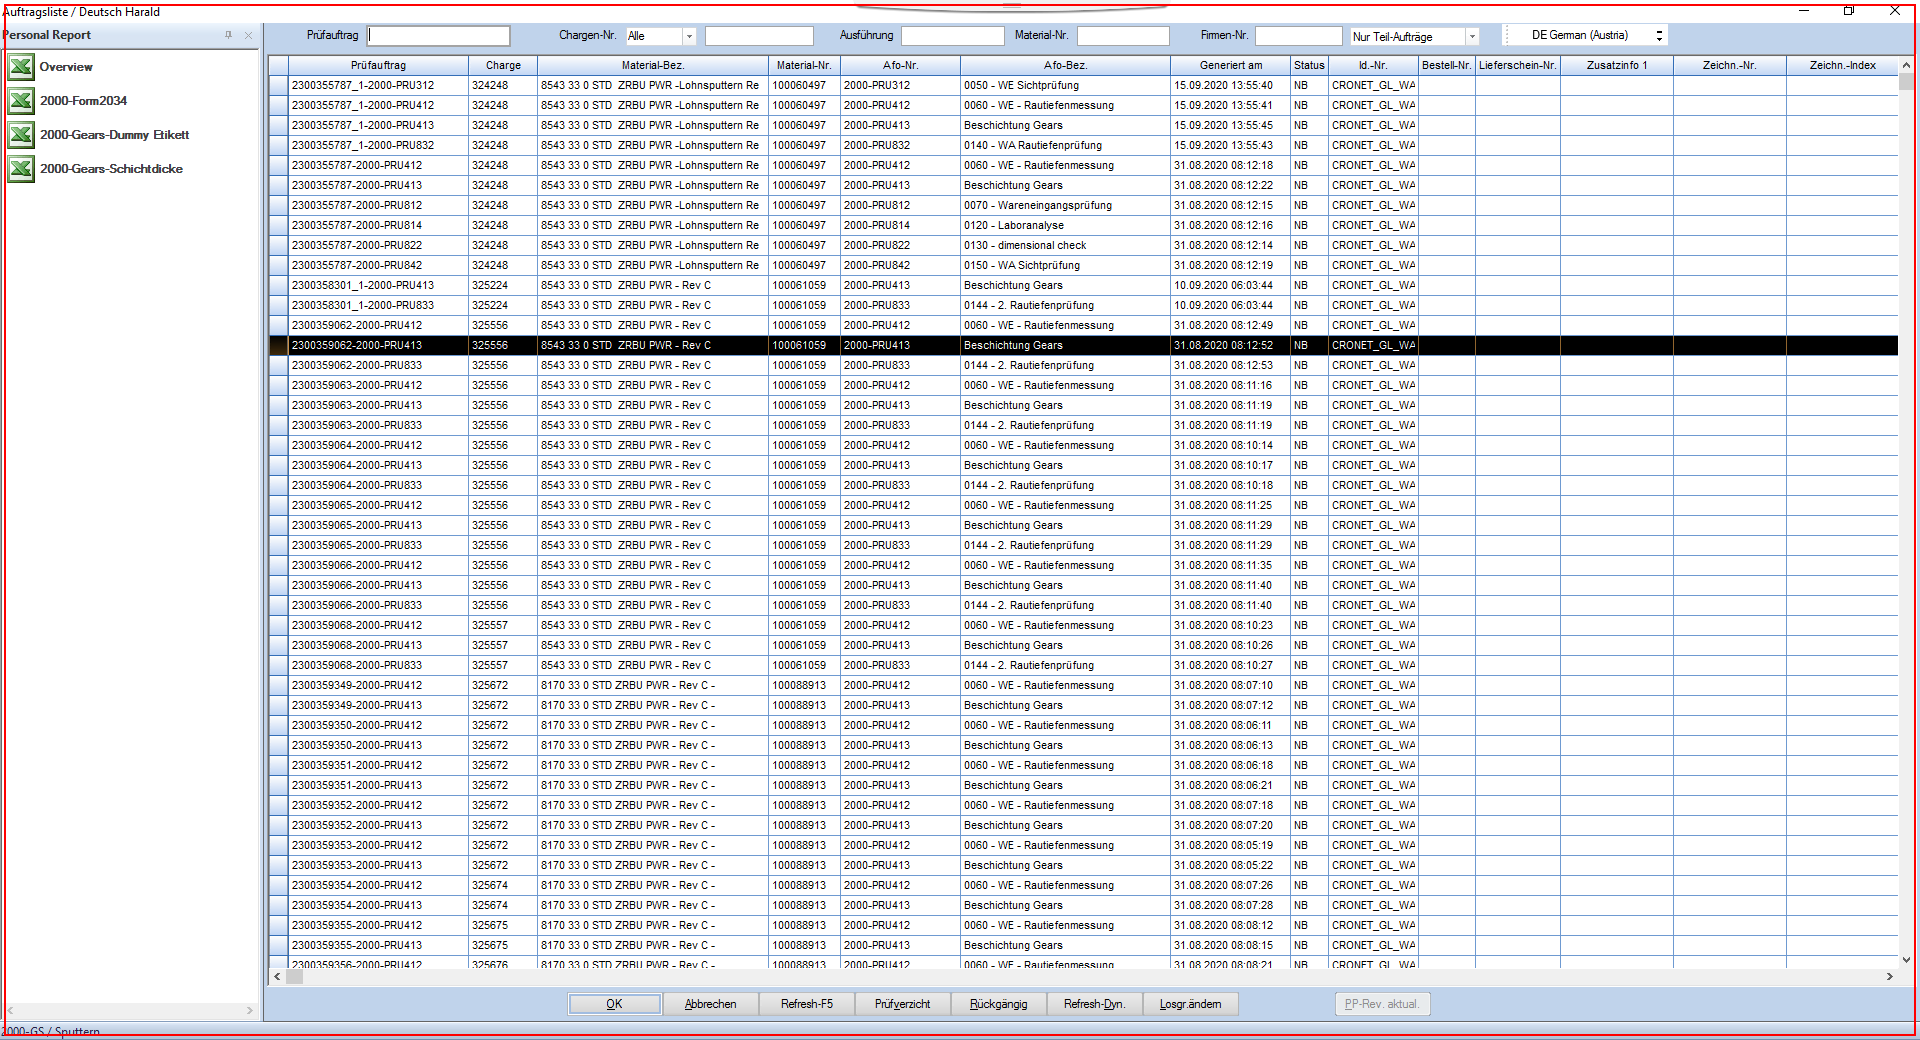 Auftragsliste / Deutsch Harald
Personal Report
Overview
2000-Form2034
2000-Gears-Dummy Etikett
2000-Gears-Schichtdicke
Prüfauftrag Chargen-Nr. Alle Ausführung Material-Nr. Firmen-Nr. Nur Teil-Aufträge DE German (Austria)
Prüfauftrag Charge Material-Bez. Material-Nr. Afo-Nr. Afo-Bez. Generiert am Status Id.-Nr. Bestell-Nr. Lieferschein-Nr. Zusatzinfo 1 Zeichn.-Nr. Zeichn.-Index
2300355787_1-2000-PRU312 324248 8543 33 0 STD ZRBU PWR -Lohnsputtern Re 100060497 2000-PRU312 0050 - WE Sichtprüfung 15.09.2020 13:55:40 NB CRONET_GL_WA
2300355787_1-2000-PRU412 324248 8543 33 0 STD ZRBU PWR -Lohnsputtern Re 100060497 2000-PRU412 0060 - WE - Rautiefenmessung 15.09.2020 13:55:41 NB CRONET_GL_WA
2300355787_1-2000-PRU413 324248 8543 33 0 STD ZRBU PWR -Lohnsputtern Re 100060497 2000-PRU413 Beschichtung Gears 15.09.2020 13:55:45 NB CRONET_GL_WA
2300355787_1-2000-PRU832 324248 8543 33 0 STD ZRBU PWR -Lohnsputtern Re 100060497 2000-PRU832 0140 - WA Rautiefenprüfung 15.09.2020 13:55:43 NB CRONET_GL_WA
2300355787-2000-PRU412 324248 8543 33 0 STD ZRBU PWR -Lohnsputtern Re 100060497 2000-PRU412 0060 - WE - Rautiefenmessung 31.08.2020 08:12:18 NB CRONET_GL_WA
2300355787-2000-PRU413 324248 8543 33 0 STD ZRBU PWR -Lohnsputtern Re 100060497 2000-PRU413 Beschichtung Gears 31.08.2020 08:12:22 NB CRONET_GL_WA
2300355787-2000-PRU812 324248 8543 33 0 STD ZRBU PWR -Lohnsputtern Re 100060497 2000-PRU812 0070 - Wareneingangsprüfung 31.08.2020 08:12:15 NB CRONET_GL_WA
2300355787-2000-PRU814 324248 8543 33 0 STD ZRBU PWR -Lohnsputtern Re 100060497 2000-PRU814 0120 - Laboranalyse 31.08.2020 08:12:16 NB CRONET_GL_WA
2300355787-2000-PRU822 324248 8543 33 0 STD ZRBU PWR -Lohnsputtern Re 100060497 2000-PRU822 0130 - dimensional check 31.08.2020 08:12:14 NB CRONET_GL_WA
2300355787-2000-PRU842 324248 8543 33 0 STD ZRBU PWR -Lohnsputtern Re 100060497 2000-PRU842 0150 - WA Sichtprüfung 31.08.2020 08:12:19 NB CRONET_GL_WA
2300358301_1-2000-PRU413 325224 8543 33 0 STD ZRBU PWR - Rev C 100061059 2000-PRU413 Beschichtung Gears 10.09.2020 06:03:44 NB CRONET_GL_WA
2300358301_1-2000-PRU833 325224 8543 33 0 STD ZRBU PWR - Rev C 100061059 2000-PRU833 0144 - 2. Rautiefenprüfung 10.09.2020 06:03:44 NB CRONET_GL_WA
2300359062-2000-PRU412 325556 8543 33 0 STD ZRBU PWR - Rev C 100061059 2000-PRU412 0060 - WE - Rautiefenmessung 31.08.2020 08:12:49 NB CRONET_GL_WA
2300359062-2000-PRU413 325556 8543 33 0 STD ZRBU PWR - Rev C 100061059 2000-PRU413 Beschichtung Gears 31.08.2020 08:12:52 NB CRONET_GL_WA
2300359062-2000-PRU833 325556 8543 33 0 STD ZRBU PWR - Rev C 100061059 2000-PRU833 0144 - 2. Rautiefenprüfung 31.08.2020 08:12:53 NB CRONET_GL_WA
2300359063-2000-PRU412 325556 8543 33 0 STD ZRBU PWR - Rev C 100061059 2000-PRU412 0060 - WE - Rautiefenmessung 31.08.2020 08:11:16 NB CRONET_GL_WA
2300359063-2000-PRU413 325556 8543 33 0 STD ZRBU PWR - Rev C 100061059 2000-PRU413 Beschichtung Gears 31.08.2020 08:11:19 NB CRONET_GL_WA
2300359063-2000-PRU833 325556 8543 33 0 STD ZRBU PWR - Rev C 100061059 2000-PRU833 0144 - 2. Rautiefenprüfung 31.08.2020 08:11:19 NB CRONET_GL_WA
2300359064-2000-PRU412 325556 8543 33 0 STD ZRBU PWR - Rev C 100061059 2000-PRU412 0060 - WE - Rautiefenmessung 31.08.2020 08:10:14 NB CRONET_GL_WA
2300359064-2000-PRU413 325556 8543 33 0 STD ZRBU PWR - Rev C 100061059 2000-PRU413 Beschichtung Gears 31.08.2020 08:10:17 NB CRONET_GL_WA
2300359064-2000-PRU833 325556 8543 33 0 STD ZRBU PWR - Rev C 100061059 2000-PRU833 0144 - 2. Rautiefenprüfung 31.08.2020 08:10:18 NB CRONET_GL_WA
2300359065-2000-PRU412 325556 8543 33 0 STD ZRBU PWR - Rev C 100061059 2000-PRU412 0060 - WE - Rautiefenmessung 31.08.2020 08:11:25 NB CRONET_GL_WA
2300359065-2000-PRU413 325556 8543 33 0 STD ZRBU PWR - Rev C 100061059 2000-PRU413 Beschichtung Gears 31.08.2020 08:11:29 NB CRONET_GL_WA
2300359065-2000-PRU833 325556 8543 33 0 STD ZRBU PWR - Rev C 100061059 2000-PRU833 0144 - 2. Rautiefenprüfung 31.08.2020 08:11:29 NB CRONET_GL_WA
2300359066-2000-PRU412 325556 8543 33 0 STD ZRBU PWR - Rev C 100061059 2000-PRU412 0060 - WE - Rautiefenmessung 31.08.2020 08:11:35 NB CRONET_GL_WA
2300359066-2000-PRU413 325556 8543 33 0 STD ZRBU PWR - Rev C 100061059 2000-PRU413 Beschichtung Gears 31.08.2020 08:11:40 NB CRONET_GL_WA
2300359066-2000-PRU833 325556 8543 33 0 STD ZRBU PWR - Rev C 100061059 2000-PRU833 0144 - 2. Rautiefenprüfung 31.08.2020 08:11:40 NB CRONET_GL_WA
2300359068-2000-PRU412 325557 8543 33 0 STD ZRBU PWR - Rev C 100061059 2000-PRU412 0060 - WE - Rautiefenmessung 31.08.2020 08:10:23 NB CRONET_GL_WA
2300359068-2000-PRU413 325557 8543 33 0 STD ZRBU PWR - Rev C 100061059 2000-PRU413 Beschichtung Gears 31.08.2020 08:10:26 NB CRONET_GL_WA
2300359068-2000-PRU833 325557 8543 33 0 STD ZRBU PWR - Rev C 100061059 2000-PRU833 0144 - 2. Rautiefenprüfung 31.08.2020 08:10:27 NB CRONET_GL_WA
2300359349-2000-PRU412 325672 8170 33 0 STD ZRBU PWR - Rev C - 100088913 2000-PRU412 0060 - WE - Rautiefenmessung 31.08.2020 08:07:10 NB CRONET_GL_WA
2300359349-2000-PRU413 325672 8170 33 0 STD ZRBU PWR - Rev C - 100088913 2000-PRU413 Beschichtung Gears 31.08.2020 08:07:12 NB CRONET_GL_WA
2300359350-2000-PRU412 325672 8170 33 0 STD ZRBU PWR - Rev C - 100088913 2000-PRU412 0060 - WE - Rautiefenmessung 31.08.2020 08:06:11 NB CRONET_GL_WA
2300359350-2000-PRU413 325672 8170 33 0 STD ZRBU PWR - Rev C - 100088913 2000-PRU413 Beschichtung Gears 31.08.2020 08:06:13 NB CRONET_GL_WA
2300359351-2000-PRU412 325672 8170 33 0 STD ZRBU PWR - Rev C - 100088913 2000-PRU412 0060 - WE - Rautiefenmessung 31.08.2020 08:06:18 NB CRONET_GL_WA
2300359351-2000-PRU413 325672 8170 33 0 STD ZRBU PWR - Rev C - 100088913 2000-PRU413 Beschichtung Gears 31.08.2020 08:06:21 NB CRONET_GL_WA
2300359352-2000-PRU412 325672 8170 33 0 STD ZRBU PWR - Rev C - 100088913 2000-PRU412 0060 - WE - Rautiefenmessung 31.08.2020 08:07:18 NB CRONET_GL_WA
2300359352-2000-PRU413 325672 8170 33 0 STD ZRBU PWR - Rev C - 100088913 2000-PRU413 Beschichtung Gears 31.08.2020 08:07:20 NB CRONET_GL_WA
2300359353-2000-PRU412 325672 8170 33 0 STD ZRBU PWR - Rev C - 100088913 2000-PRU412 0060 - WE - Rautiefenmessung 31.08.2020 08:05:19 NB CRONET_GL_WA
2300359353-2000-PRU413 325672 8170 33 0 STD ZRBU PWR - Rev C - 100088913 2000-PRU413 Beschichtung Gears 31.08.2020 08:05:22 NB CRONET_GL_WA
2300359354-2000-PRU412 325674 8170 33 0 STD ZRBU PWR - Rev C - 100088913 2000-PRU412 0060 - WE - Rautiefenmessung 31.08.2020 08:07:26 NB CRONET_GL_WA
2300359354-2000-PRU413 325674 8170 33 0 STD ZRBU PWR - Rev C - 100088913 2000-PRU413 Beschichtung Gears 31.08.2020 08:07:28 NB CRONET_GL_WA
2300359355-2000-PRU412 325675 8170 33 0 STD ZRBU PWR - Rev C - 100088913 2000-PRU412 0060 - WE - Rautiefenmessung 31.08.2020 08:08:12 NB CRONET_GL_WA
2300359355-2000-PRU413 325675 8170 33 0 STD ZRBU PWR - Rev C - 100088913 2000-PRU413 Beschichtung Gears 31.08.2020 08:08:15 NB CRONET_GL_WA
2300359356-2000-PRU412 325676 8170 33 0 STD ZRBU PWR - Rev C - 100088913 2000-PRU412 0060 - WE - Rautiefenmessung 31.08.2020 08:08:21 NB CRONET_GL_WA
OK Abbrechen Refresh-F5 Prüfverzicht Rückgängig Refresh-Dyn. Losgr.ändern PP-Rev. aktual.
2000-GS / Sputtern